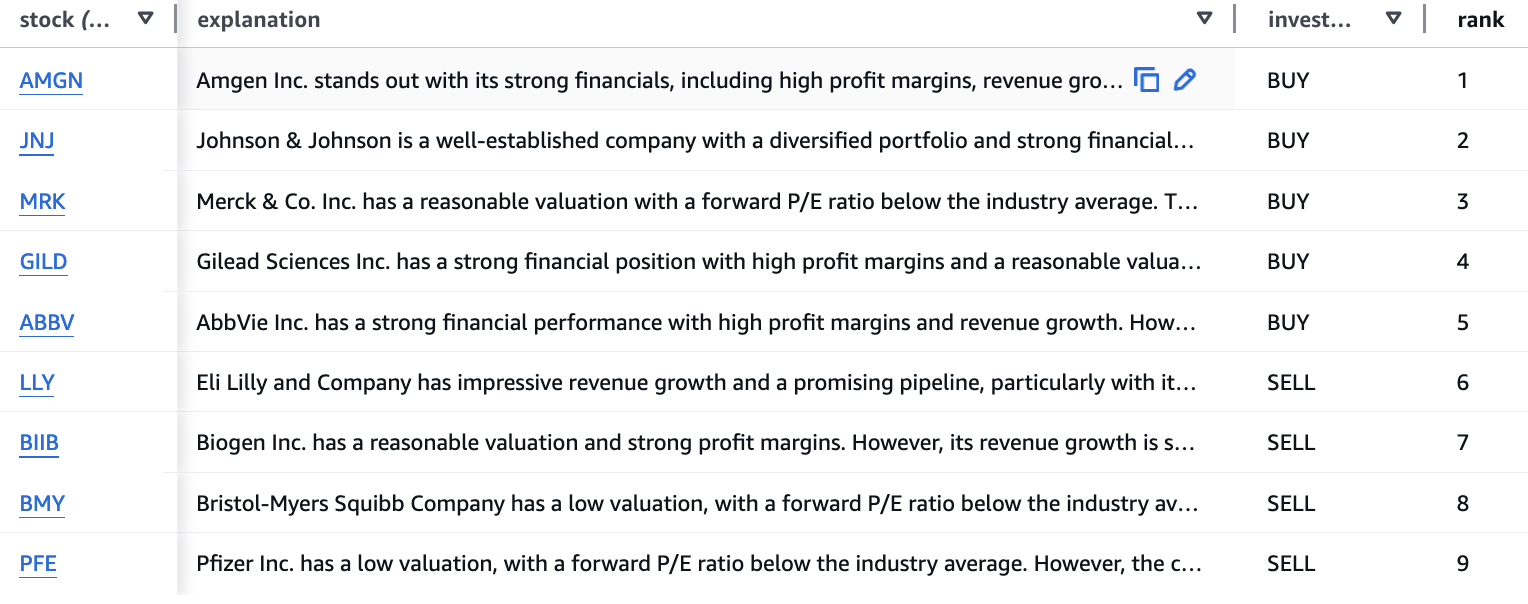 stock (... explanation invest... rank
AMGN Amgen Inc. stands out with its strong financials, including high profit margins, revenue gro... BUY 1
JNJ Johnson & Johnson is a well-established company with a diversified portfolio and strong financial... BUY 2
MRK Merck & Co. Inc. has a reasonable valuation with a forward P/E ratio below the industry average. T... BUY 3
GILD Gilead Sciences Inc. has a strong financial position with high profit margins and a reasonable valua... BUY 4
ABBV AbbVie Inc. has a strong financial performance with high profit margins and revenue growth. How... BUY 5
LLY Eli Lilly and Company has impressive revenue growth and a promising pipeline, particularly with it... SELL 6
BIIB Biogen Inc. has a reasonable valuation and strong profit margins. However, its revenue growth is s... SELL 7
BMY Bristol-Myers Squibb Company has a low valuation, with a forward P/E ratio below the industry av... SELL 8
PFE Pfizer Inc. has a low valuation, with a forward P/E ratio below the industry average. However, the c... SELL 9